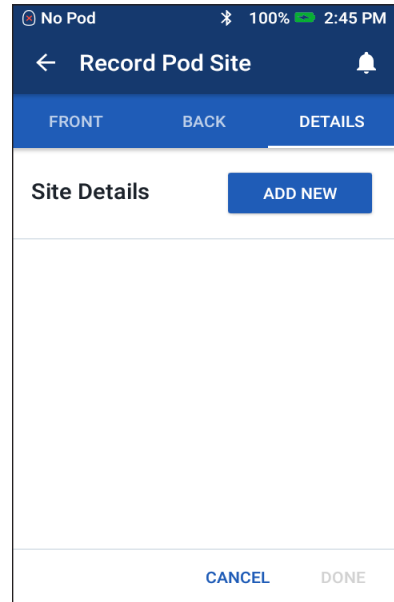 No Pod 100% 2:45 PM
Record Pod Site
FRONT BACK DETAILS
Site Details ADD NEW
CANCEL DONE